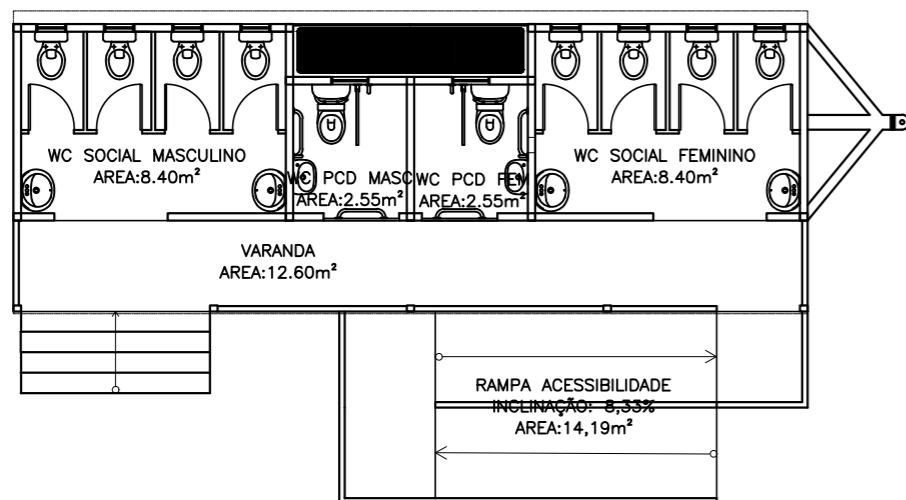 WC SOCIAL MASCULINO
AREA:8.40m²
WC PCD MASC
AREA:2.55m²
WC PCD FEM
AREA:2.55m²
WC SOCIAL FEMININO
AREA:8.40m²
VARANDA
AREA:12.60m²
RAMPA ACESSIBILIDADE
INCLINAÇÃO: 8,33%
AREA:14,19m²